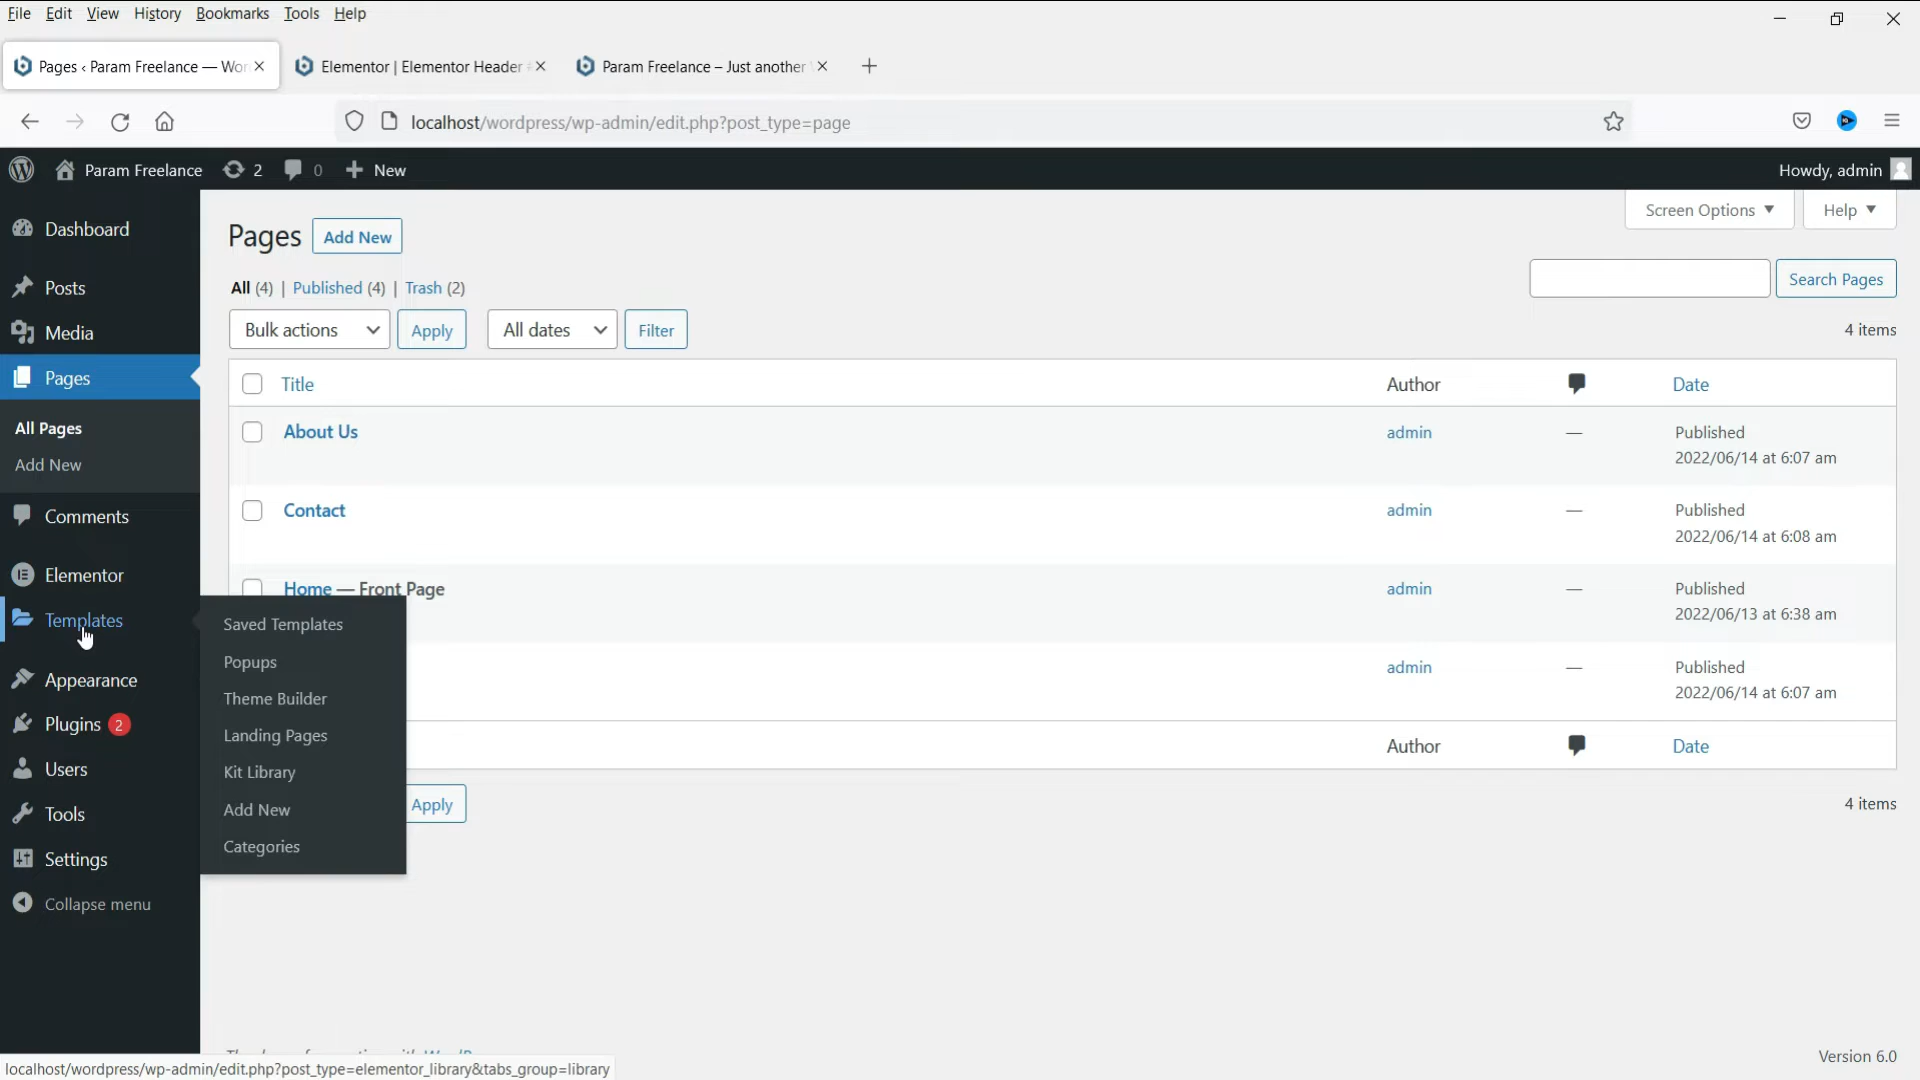 File Edit View History Bookmarks Tools Help
Pages ‹ Param Freelance — Wor
Elementor | Elementor Header
Param Freelance – Just another
localhost/wordpress/wp-admin/edit.php?post_type=page
Param Freelance 2 0 New
Howdy, admin
Screen Options Help
Dashboard
Posts
Media
Pages
All Pages
Add New
Comments
Elementor
Templates
Appearance
Plugins 2
Users
Tools
Settings
Collapse menu
Saved Templates
Popups
Theme Builder
Landing Pages
Kit Library
Add New
Categories
Pages Add New
All (4) | Published (4) | Trash (2)
Search Pages
Bulk actions Apply All dates Filter
4 items
Title Author Date
About Us admin — Published
2022/06/14 at 6:07 am
Contact admin — Published
2022/06/14 at 6:08 am
Home — Front Page admin — Published
2022/06/13 at 6:38 am
admin — Published
2022/06/14 at 6:07 am
Author Date
Apply
4 items
Version 6.0
localhost/wordpress/wp-admin/edit.php?post_type=elementor_library&tabs_group=library